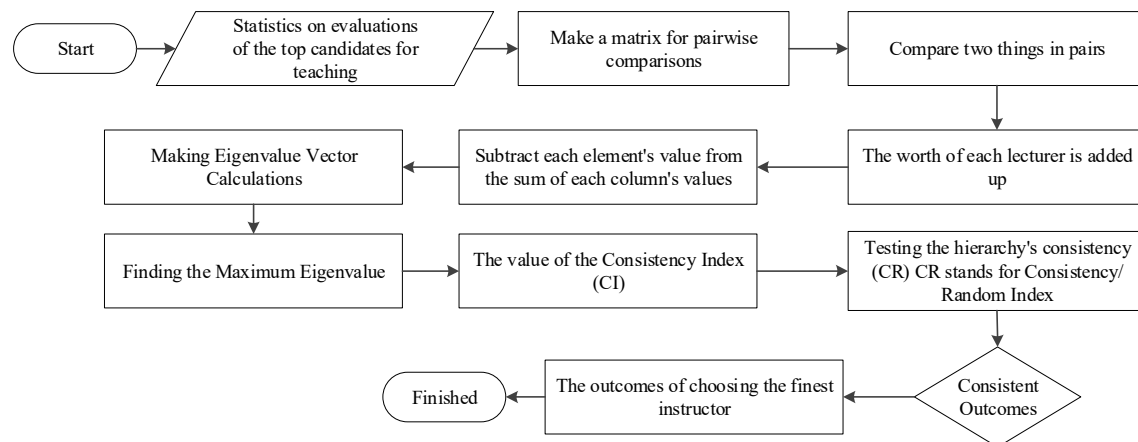 Start
Statistics on evaluations
of the top candidates for
teaching
Make a matrix for pairwise
comparisons
Compare two things in pairs
Making Eigenvalue Vector
Calculations
Subtract each element's value from
the sum of each column's values
The worth of each lecturer is added
up
Finding the Maximum Eigenvalue
The value of the Consistency Index
(CI)
Testing the hierarchy's consistency
(CR) CR stands for Consistency/
Random Index
Finished
The outcomes of choosing the finest
instructor
Consistent
Outcomes